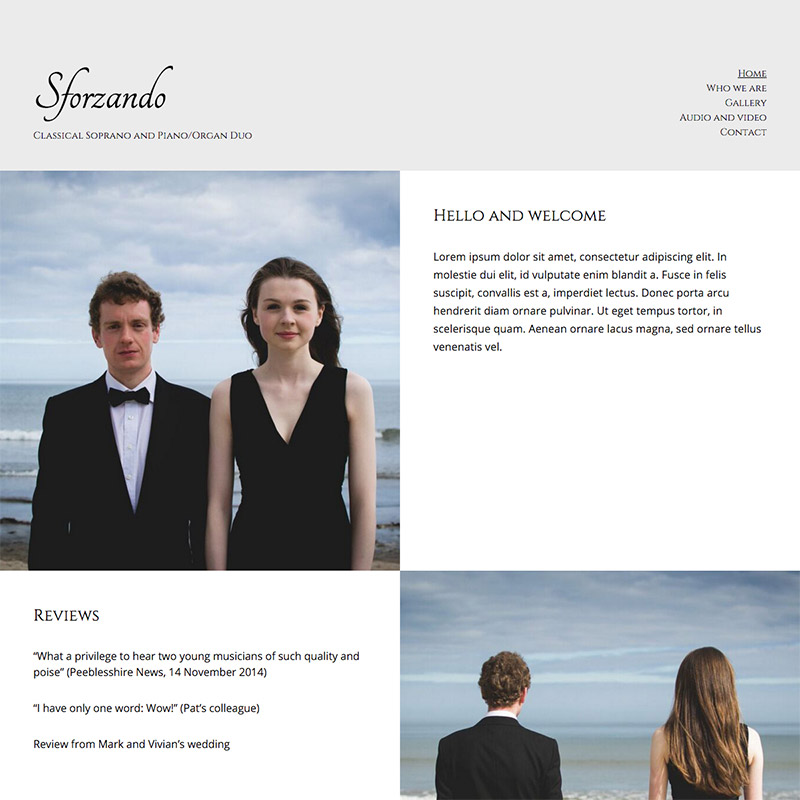 Sforzando
Classical Soprano and Piano/Organ Duo
Home
Who we are
Gallery
Audio and video
Contact
Hello and welcome
Lorem ipsum dolor sit amet, consectetur adipiscing elit. In
molestie dui elit, id vulputate enim blandit a. Fusce in felis
suscipit, convallis est a, imperdiet lectus. Donec porta arcu
hendrerit diam ornare pulvinar. Ut eget tempus tortor, in
scelerisque quam. Aenean ornare lacus magna, sed ornare tellus
venenatis vel.
Reviews
“What a privilege to hear two young musicians of such quality and
poise” (Peeblesshire News, 14 November 2014)
“I have only one word: Wow!” (Pat’s colleague)
Review from Mark and Vivian’s wedding